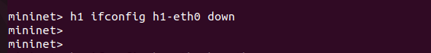 mininet> h1 ifconfig h1-eth0 down
mininet>
mininet>